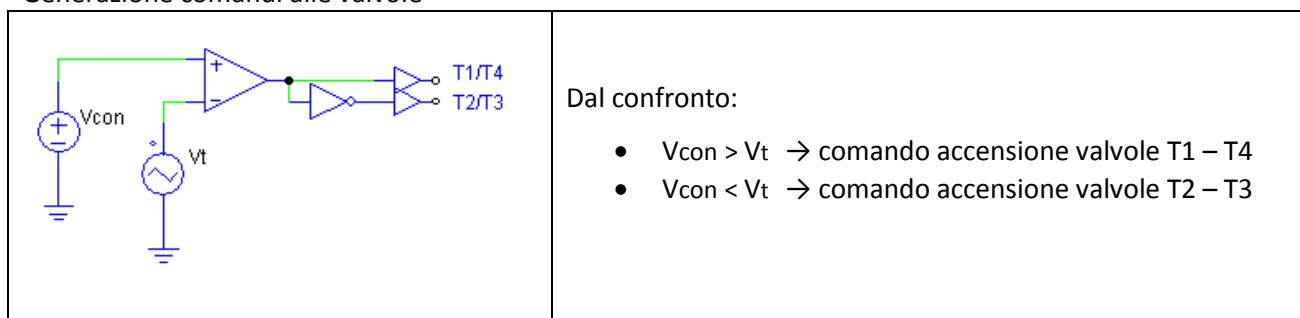 Generazione comandi alle valvole
T1/T4
T2/T3
Vcon
Vt
Dal confronto:
• Vcon > Vt → comando accensione valvole T1 – T4
• Vcon < Vt → comando accensione valvole T2 – T3